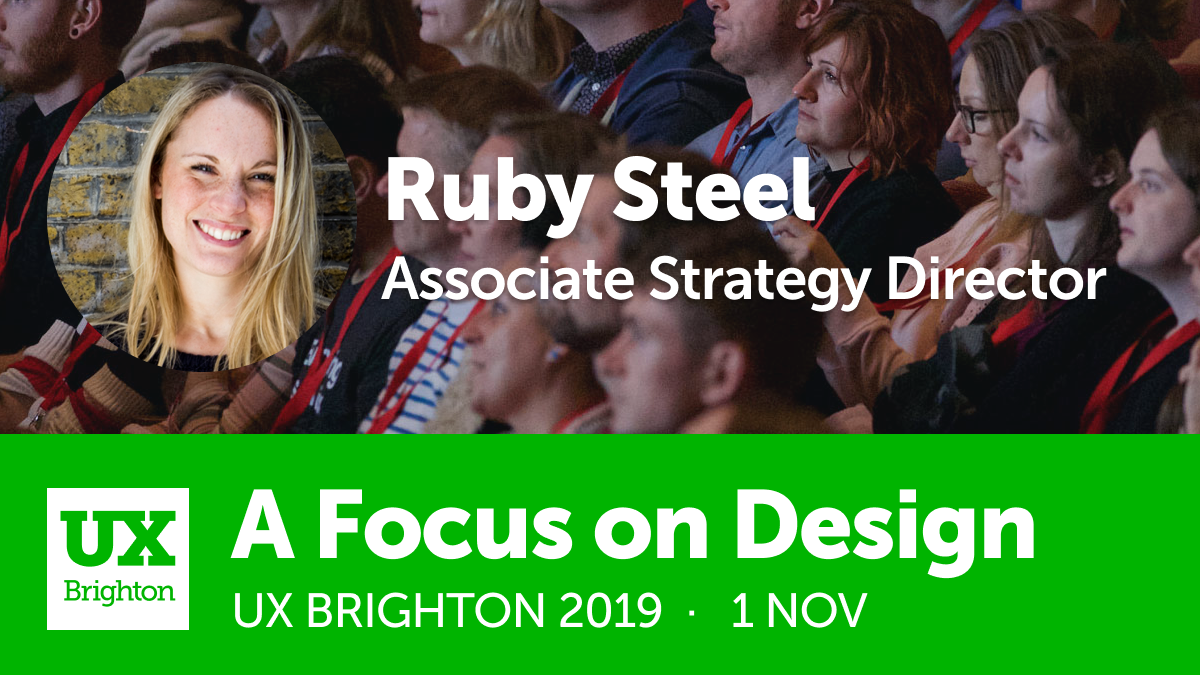 Ruby Steel
Associate Strategy Director
A Focus on Design
UX
Brighton
UX BRIGHTON 2019 · 1 NOV